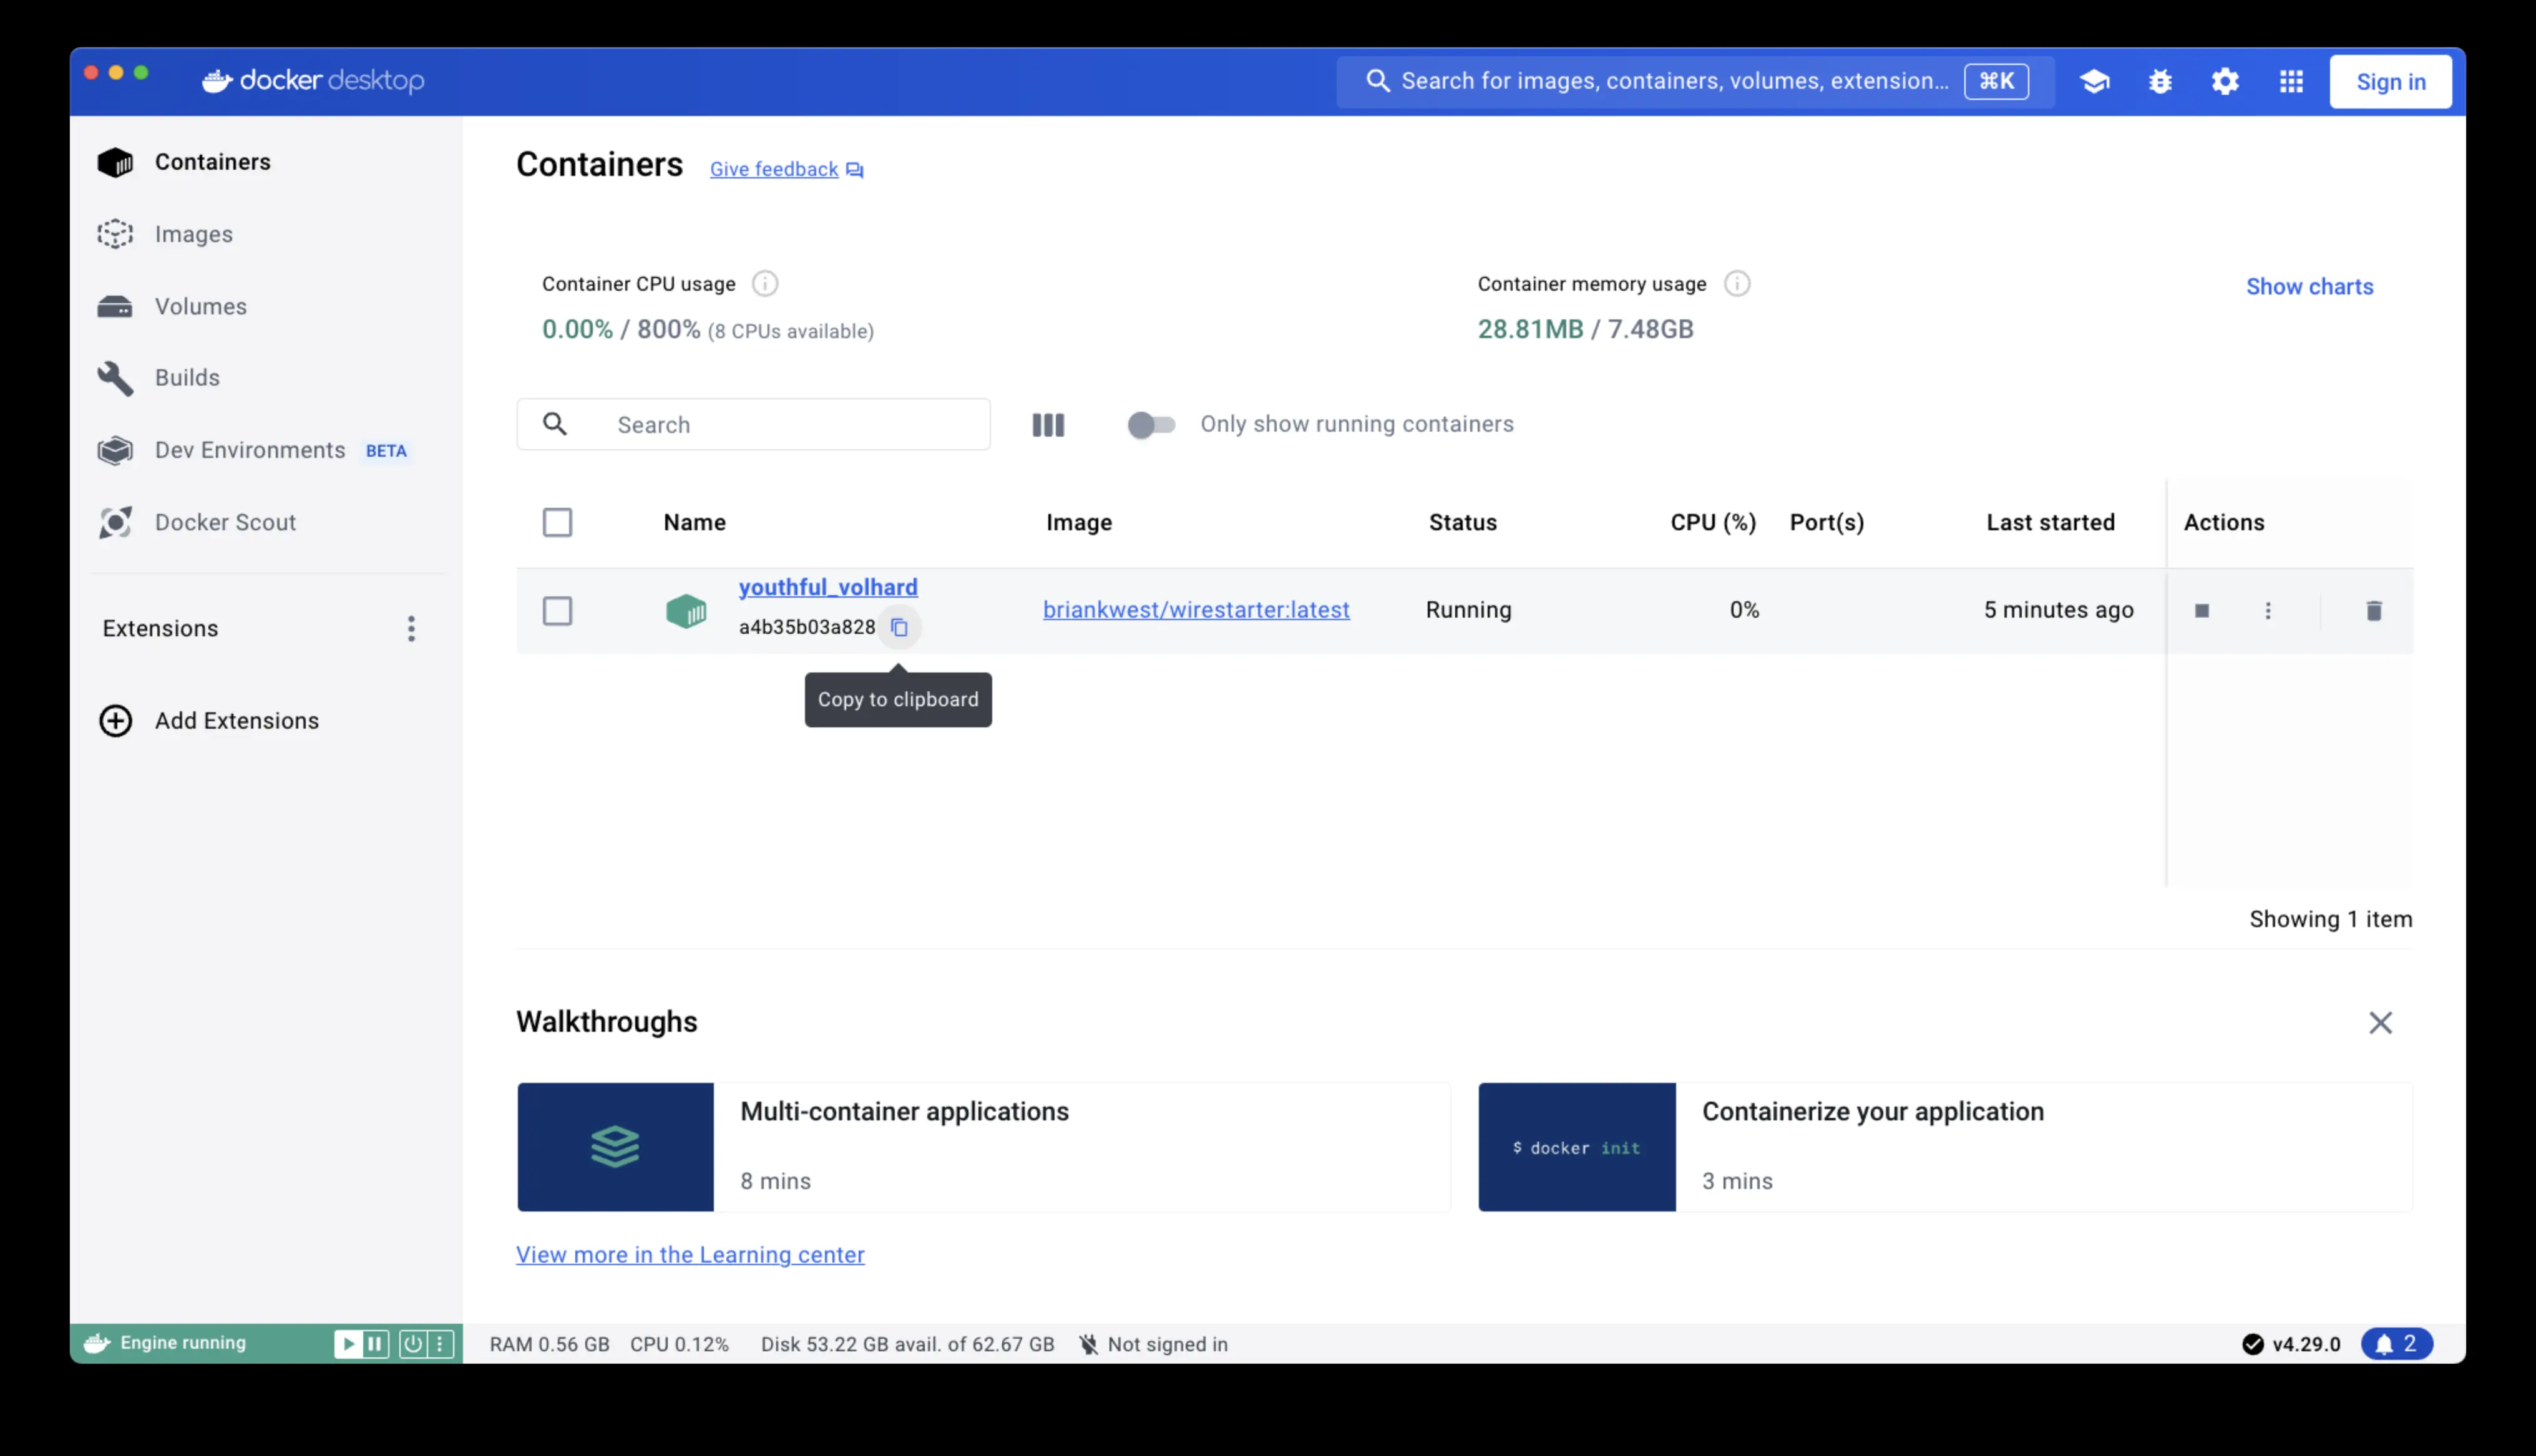 docker desktop
Search for images, containers, volumes, extension... ⌘K
Sign in
Containers
Images
Volumes
Builds
Dev Environments BETA
Docker Scout
Extensions
Add Extensions
Containers Give feedback
Container CPU usage
0.00% / 800% (8 CPUs available)
Container memory usage
28.81MB / 7.48GB
Show charts
Search
Only show running containers
Name Image Status CPU (%) Port(s) Last started Actions
youthful_volhard
a4b35b03a828
briankwest/wirestarter:latest Running 0% 5 minutes ago
Copy to clipboard
Showing 1 item
Walkthroughs
Multi-container applications
8 mins
$ docker init
Containerize your application
3 mins
View more in the Learning center
Engine running
RAM 0.56 GB CPU 0.12% Disk 53.22 GB avail. of 62.67 GB Not signed in
v4.29.0
2